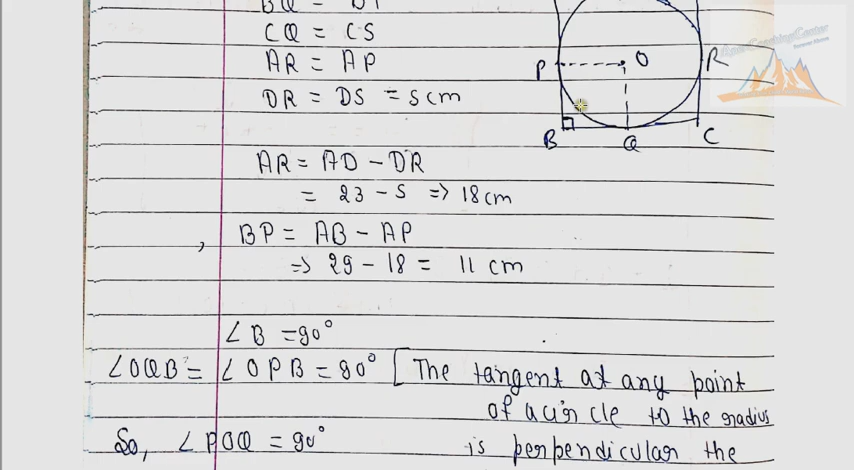 BQ = BP
CQ = CS
AR = AP
DR = DS = 5cm
P
O
R
B
Q
C
AR = AD - DR
= 23 - 5 => 18cm
, BP = AB - AP
=> 29 - 18 = 11 cm
∠B = 90°
∠OQB = ∠OPB = 90° [The tangent at any point
of a circle to the radius
So, ∠POQ = 90° is perpendicular the